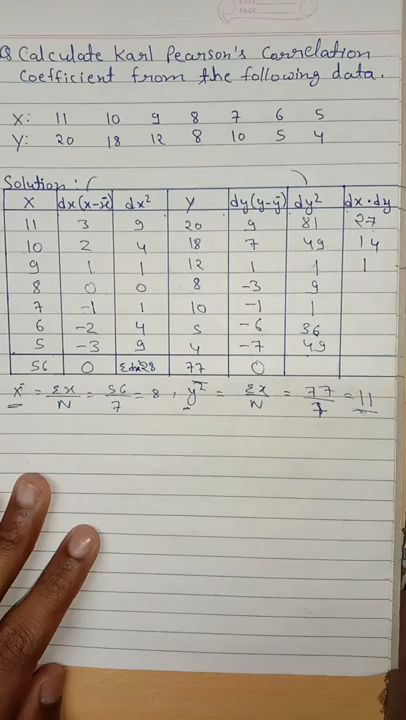 DATE
PAGE
Q Calculate Karl Pearson's Correlation
Coefficient from the following data.
X: 11 10 9 8 7 6 5
Y: 20 18 12 8 10 5 4
Solution : (
X dx(x-x̄) dx² Y dy(y-ȳ) dy² dx·dy
11 3 9 20 9 81 27
10 2 4 18 7 49 14
9 1 1 12 1 1 1
8 0 0 8 -3 9
7 -1 1 10 -1 1
6 -2 4 5 -6 36
5 -3 9 4 -7 49
56 0 Σdx²28 77 0
x̄ = Σx/N = 56/7 = 8 , ȳ = Σx/N = 77/7 = 11